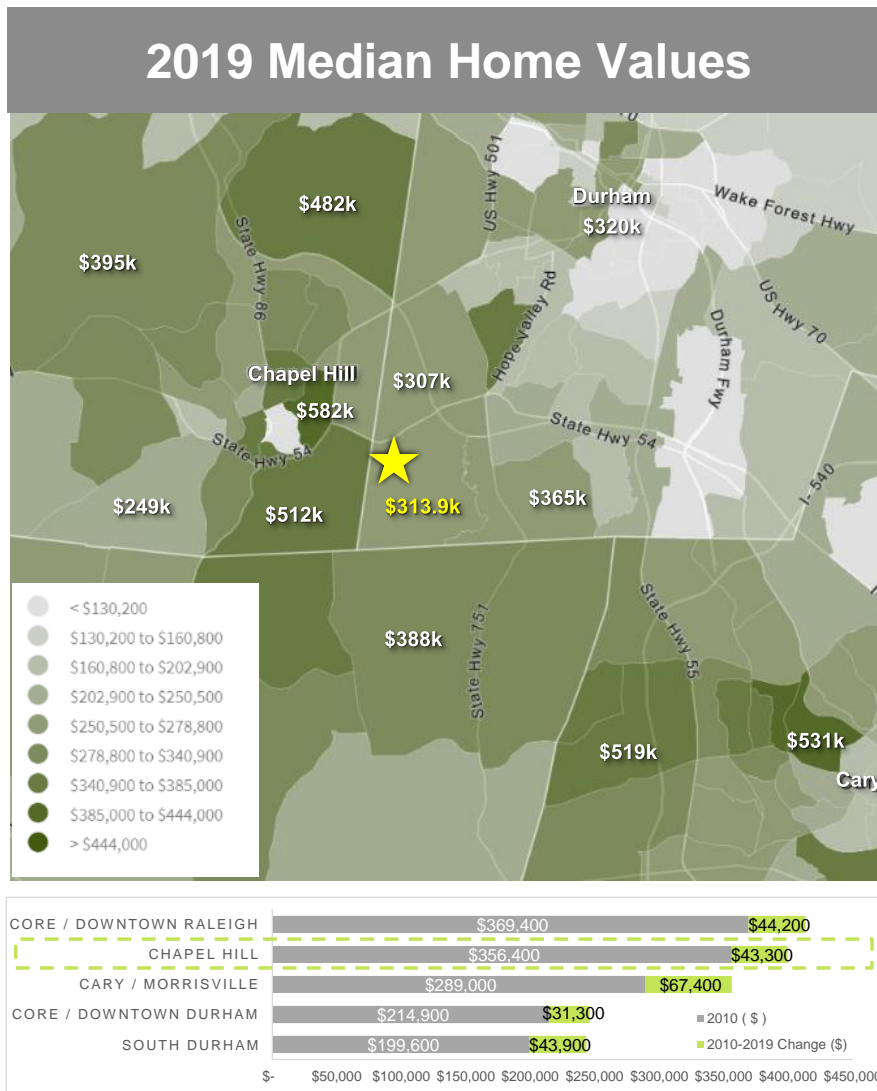 2019 Median Home Values
US Hwy 501
Durham
$320k
Wake Forest Hwy
$482k
$395k
State Hwy 86
US Hwy 70
Hope Valley Rd
Durham Fwy
Chapel Hill
$582k
$307k
State Hwy 54
State Hwy 54
I- 540
$249k
$512k
$313.9k
$365k
< $130,200
$130,200 to $160,800
$160,800 to $202,900
$202,900 to $250,500
$250,500 to $278,800
$278,800 to $340,900
$340,900 to $385,000
$385,000 to $444,000
> $444,000
$388k
State Hwy 751
State Hwy 55
$519k
$531k
Cary
CORE / DOWNTOWN RALEIGH $369,400 $44,200
CHAPEL HILL $356,400 $43,300
CARY / MORRISVILLE $289,000 $67,400
CORE / DOWNTOWN DURHAM $214,900 $31,300
SOUTH DURHAM $199,600 $43,900
2010 ( $ )
2010-2019 Change ($)
$- $50,000 $100,000 $150,000 $200,000 $250,000 $300,000 $350,000 $400,000 $450,000